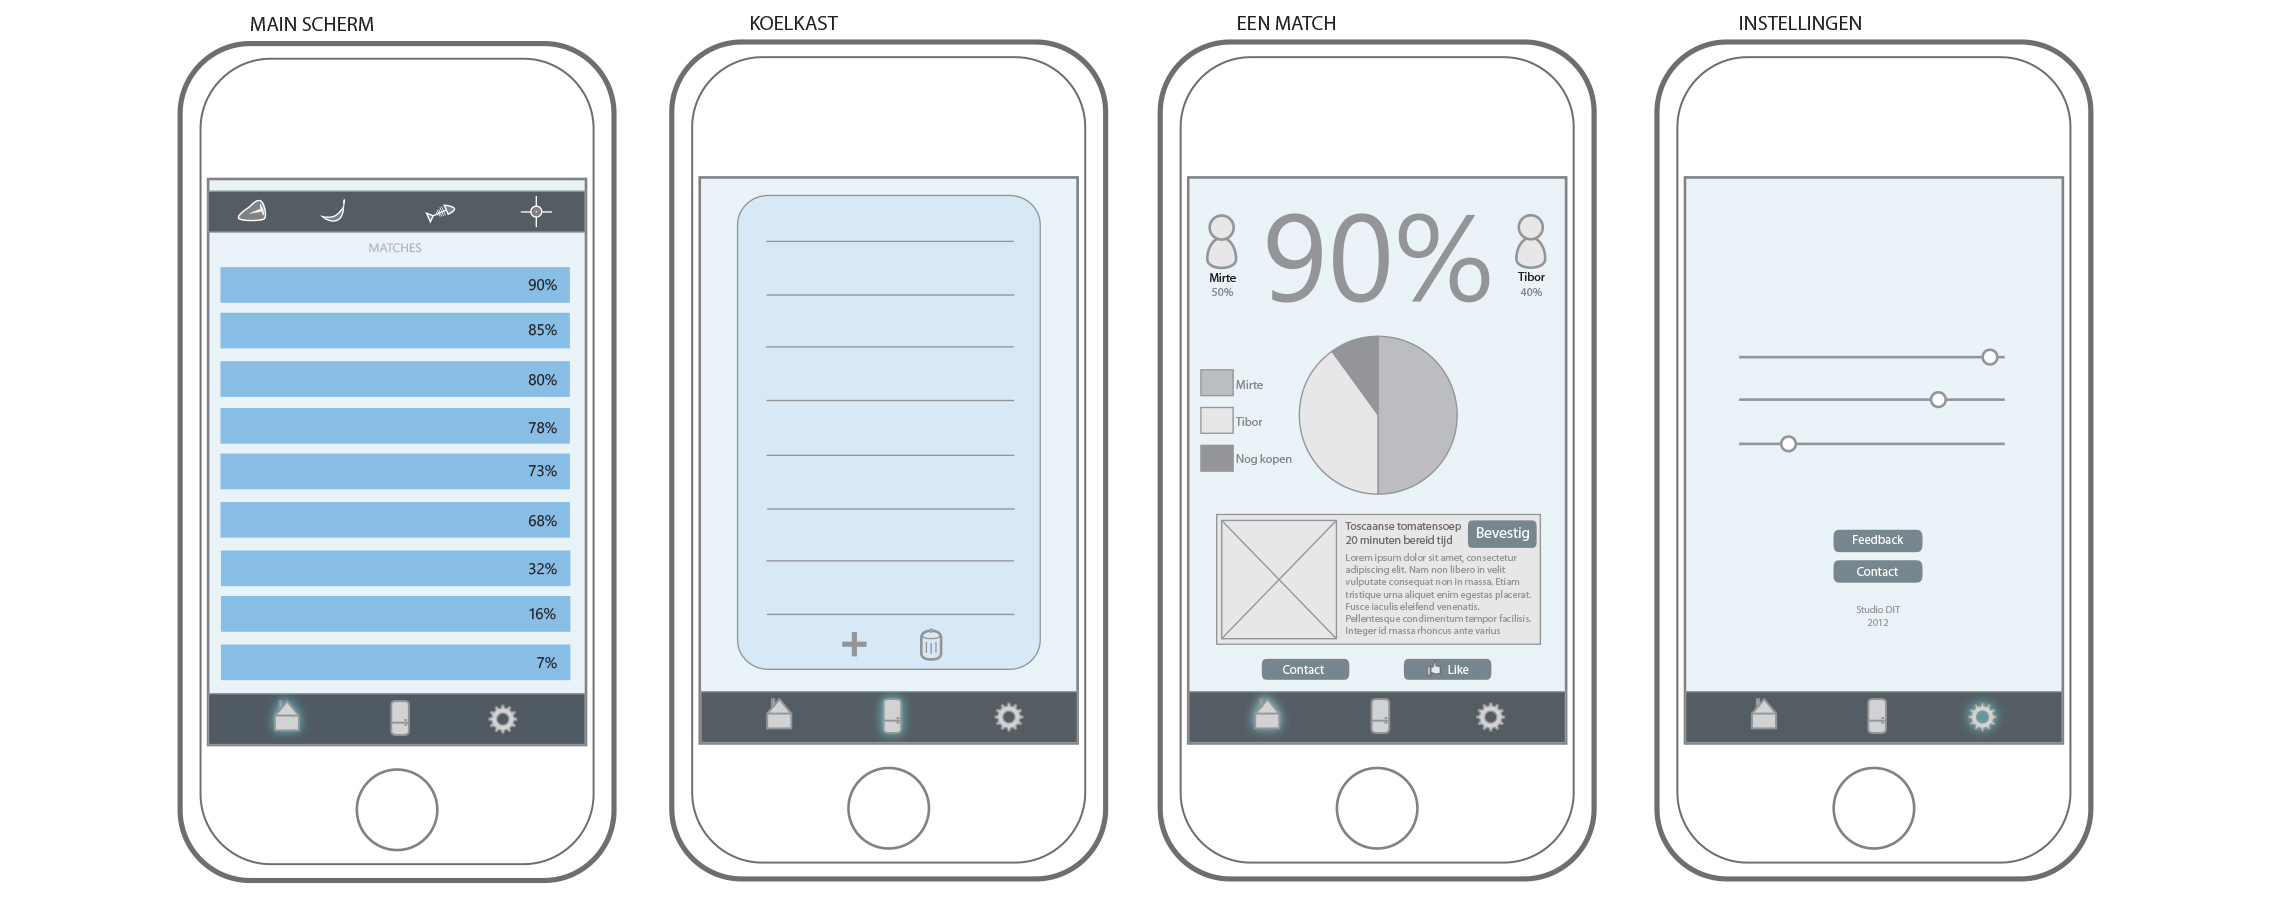 MAIN SCHERM
MATCHES
90%
85%
80%
78%
73%
68%
32%
16%
7%
KOELKAST
EEN MATCH
90%
Mirte
50%
Tibor
40%
Mirte
Tibor
Nog kopen
Toscaanse tomatensoep
20 minuten bereid tijd
Bevestig
Lorem ipsum dolor sit amet, consectetur
adipiscing elit. Nam non libero in velit
vulputate consequat non in massa. Etiam
tristique urna aliquet enim egestas placerat.
Fusce iaculis eleifend venenatis.
Pellentesque condimentum tempor facilisis.
Integer id massa rhoncus ante varius
Contact
Like
INSTELLINGEN
Feedback
Contact
Studio DIT
2012